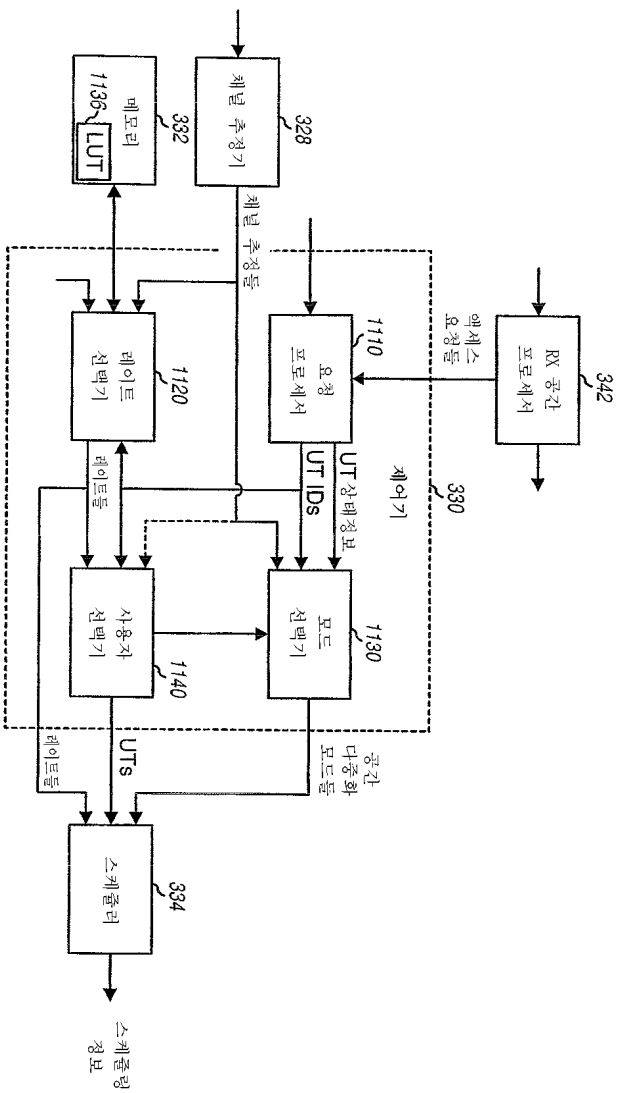 342
RX 공간
프로세서
액세스
요청들
330
제어기
328
채널 추정기
채널 추정들
1110
요청
프로세서
UT 상태정보
UT IDs
1130
모드
선택기
공간
다중화
모드들
332
메모리
1136
LUT
1120
레이트
선택기
레이트들
1140
사용자
선택기
UTs
레이트들
334
스케쥴러
스케쥴링
정보